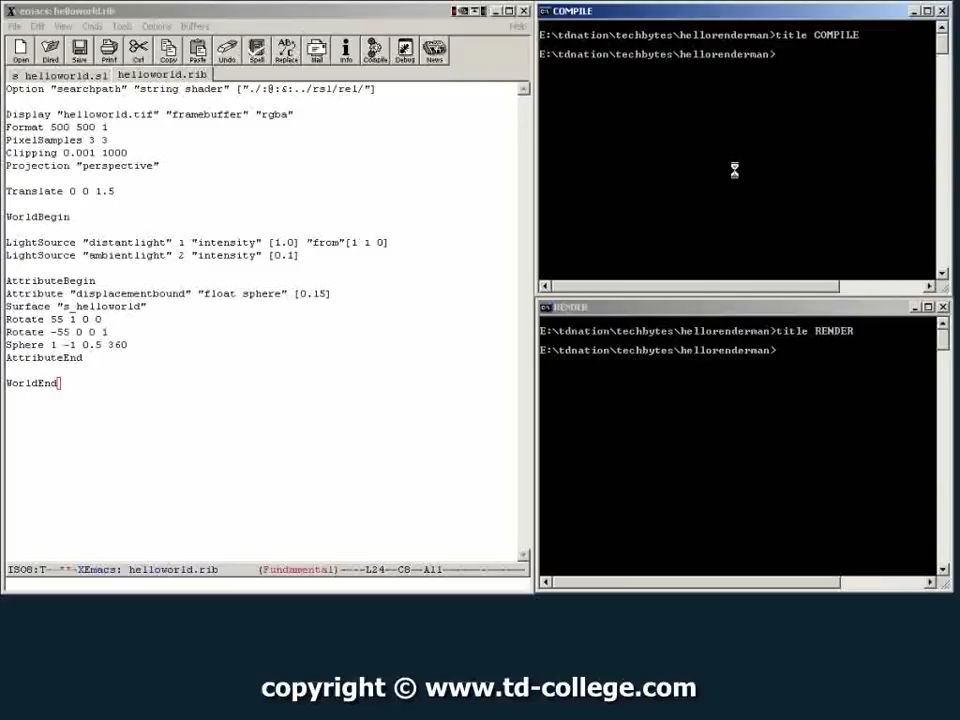 emacs: helloworld.rib
File Edit View Cmds Tools Options Buffers Help
Open Dired Save Print Cut Copy Paste Undo Spell Replace Mail Info Compile Debug News
s helloworld.sl helloworld.rib
Option "searchpath" "string shader" ["./:@:&:../rsl/rel/"]
Display "helloworld.tif" "framebuffer" "rgba"
Format 500 500 1
PixelSamples 3 3
Clipping 0.001 1000
Projection "perspective"
Translate 0 0 1.5
WorldBegin
LightSource "distantlight" 1 "intensity" [1.0] "from"[1 1 0]
LightSource "ambientlight" 2 "intensity" [0.1]
AttributeBegin
Attribute "displacementbound" "float sphere" [0.15]
Surface "s_helloworld"
Rotate 55 1 0 0
Rotate -55 0 0 1
Sphere 1 -1 0.5 360
AttributeEnd
WorldEnd
ISO8:T--**-XEmacs: helloworld.rib (Fundamental)----L24--C8--All
COMPILE
E:\tdnation\techbytes\hellorenderman>title COMPILE
E:\tdnation\techbytes\hellorenderman>
RENDER
E:\tdnation\techbytes\hellorenderman>title RENDER
E:\tdnation\techbytes\hellorenderman>
copyright © www.td-college.com